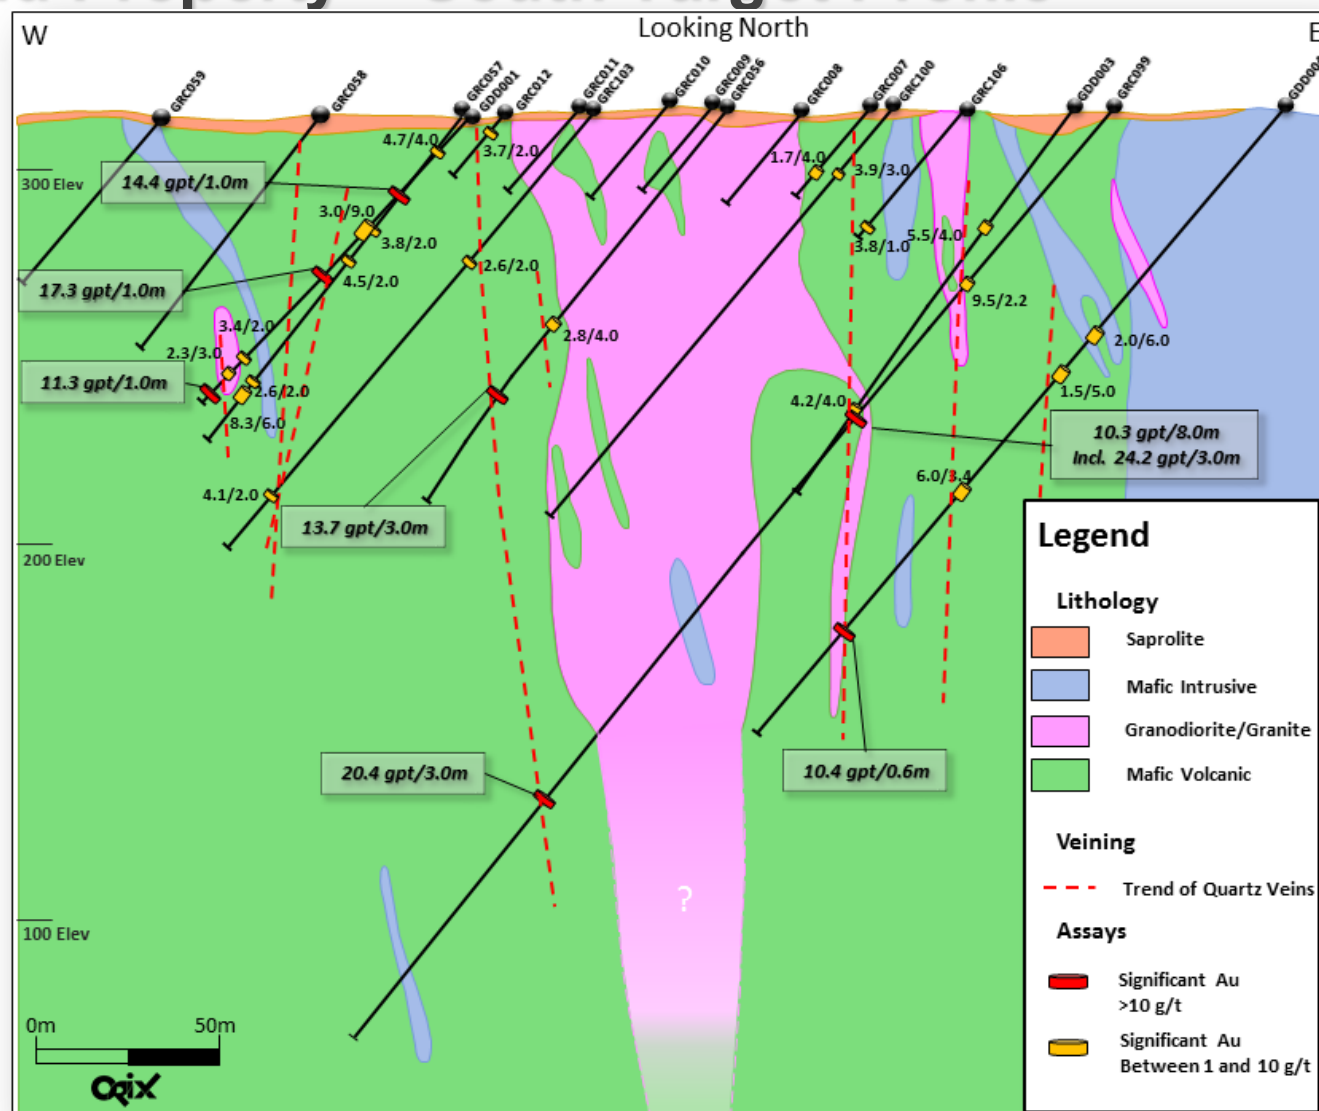 South Target Profile
Looking North
W
E
GRC059
GRC058
GRC057
GDD001
GRC012
GRC011
GRC103
GRC010
GRC009
GRC056
GRC008
GRC007
GRC100
GRC106
GDD003
GRC099
GDD004
4.7/4.0
3.7/2.0
1.7/4.0
3.9/3.0
14.4 gpt/1.0m
300 Elev
3.0/9.0
3.8/2.0
3.8/1.0
5.5/4.0
4.5/2.0
2.6/2.0
17.3 gpt/1.0m
9.5/2.2
3.4/2.0
2.8/4.0
2.0/6.0
2.3/3.0
11.3 gpt/1.0m
2.6/2.0
1.5/5.0
8.3/6.0
4.2/4.0
10.3 gpt/8.0m
Incl. 24.2 gpt/3.0m
4.1/2.0
6.0/3.4
13.7 gpt/3.0m
200 Elev
20.4 gpt/3.0m
10.4 gpt/0.6m
?
100 Elev
0m 50m
Oqix
Legend
Lithology
Saprolite
Mafic Intrusive
Granodiorite/Granite
Mafic Volcanic
Veining
Trend of Quartz Veins
Assays
Significant Au
>10 g/t
Significant Au
Between 1 and 10 g/t